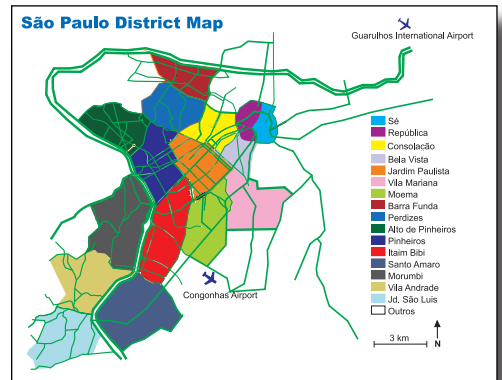 São Paulo District Map
Guarulhos International Airport
Sé
República
Consolacão
Bela Vista
Jardim Paulista
Vila Mariana
Moema
Barra Funda
Perdizes
Alto de Pinheiros
Pinheiros
Itaim Bibi
Santo Amaro
Morumbi
Vila Andrade
Jd. São Luis
Outros
Congonhas Airport
3 km
N